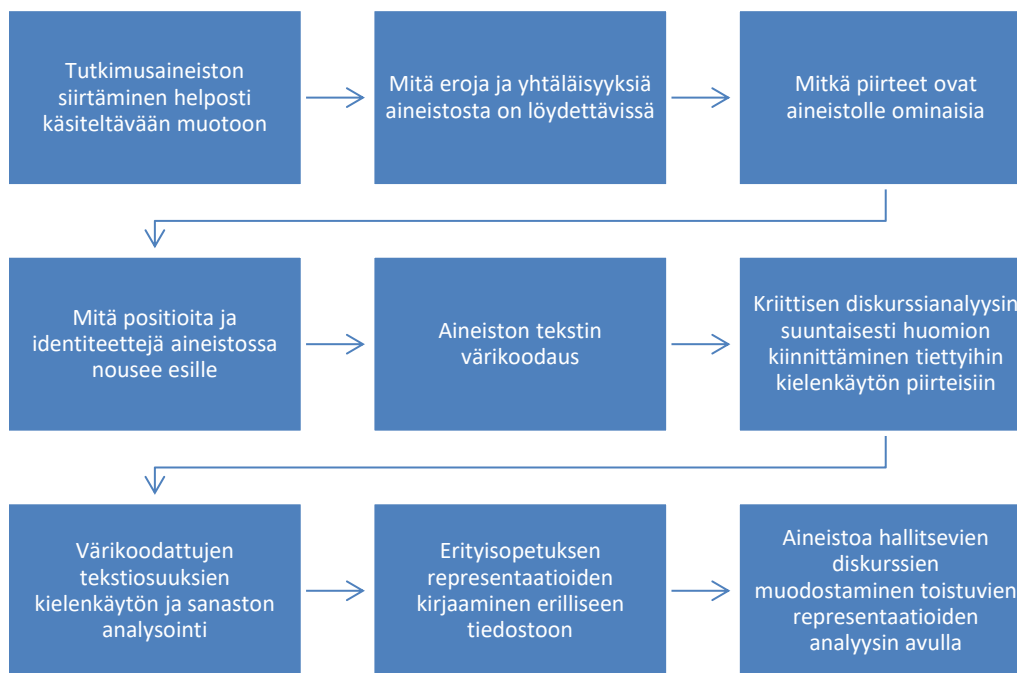 Tutkimusaineiston
siirtäminen helposti
käsiteltävään muotoon
Mitä eroja ja yhtäläisyyksiä
aineistosta on löydettävissä
Mitkä piirteet ovat
aineistolle ominaisia
Mitä positioita ja
identiteettejä aineistossa
nousee esille
Aineiston tekstin
värikoodaus
Kriittisen diskurssianalyysin
suuntaisesti huomion
kiinnittäminen tiettyihin
kielenkäytön piirteisiin
Värikoodattujen
tekstiosuuksien
kielenkäytön ja sanaston
analysointi
Erityisopetuksen
representaatioiden
kirjaaminen erilliseen
tiedostoon
Aineistoa hallitsevien
diskurssien
muodostaminen toistuvien
representaatioiden
analyysin avulla